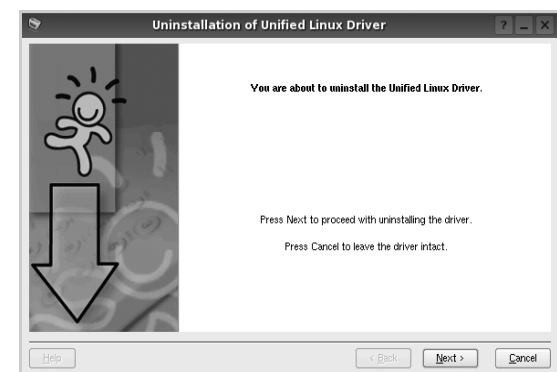 Uninstallation of Unified Linux Driver
You are about to uninstall the Unified Linux Driver.
Press Next to proceed with uninstalling the driver.
Press Cancel to leave the driver intact.
Help
< Back
Next >
Cancel